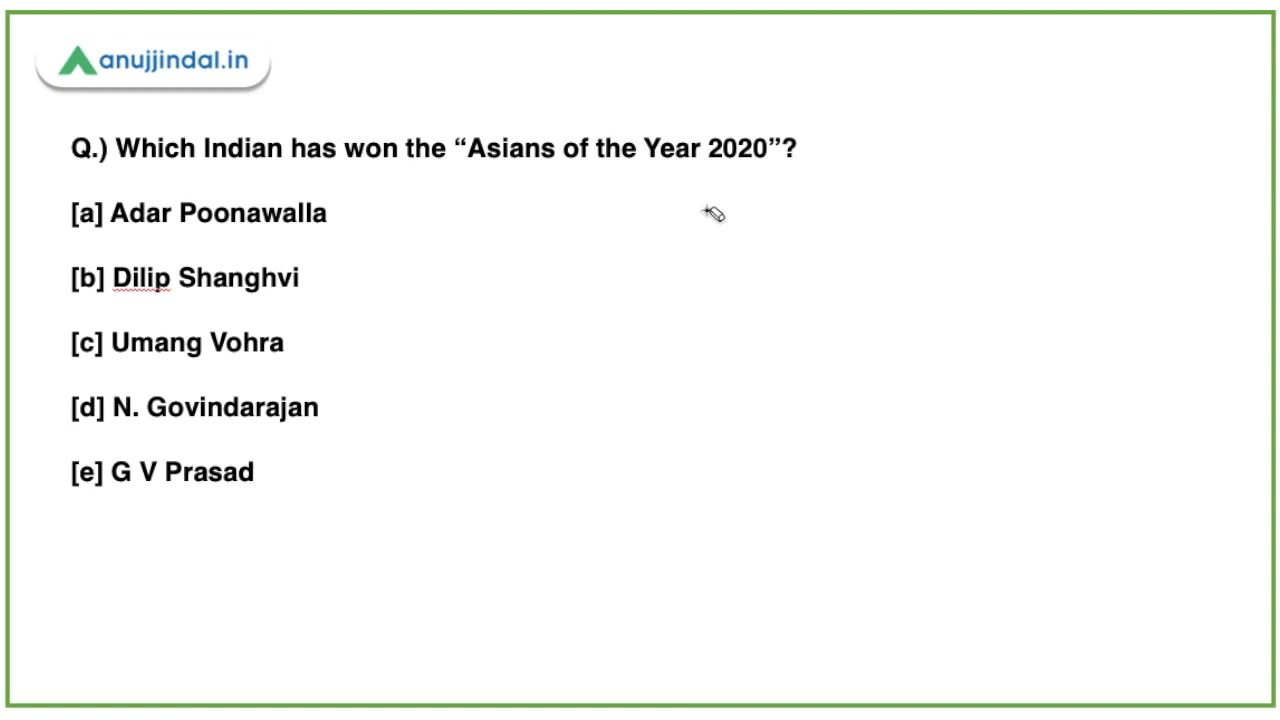 anujjindal.in
Q.) Which Indian has won the “Asians of the Year 2020”?
[a] Adar Poonawalla
[b] Dilip Shanghvi
[c] Umang Vohra
[d] N. Govindarajan
[e] G V Prasad